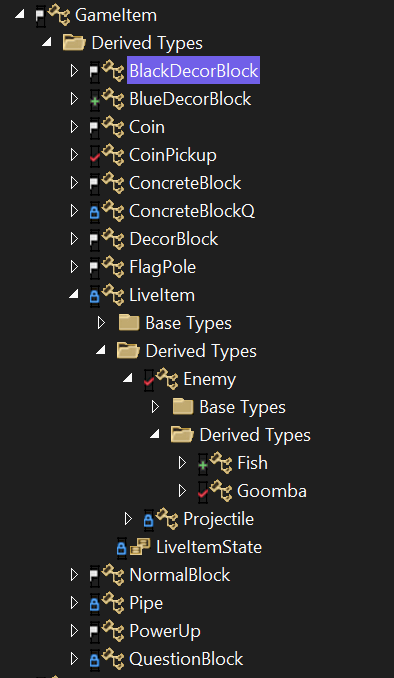 GameItem
Derived Types
BlackDecorBlock
BlueDecorBlock
Coin
CoinPickup
ConcreteBlock
ConcreteBlockQ
DecorBlock
FlagPole
LiveItem
Base Types
Derived Types
Enemy
Base Types
Derived Types
Fish
Goomba
Projectile
LiveItemState
NormalBlock
Pipe
PowerUp
QuestionBlock